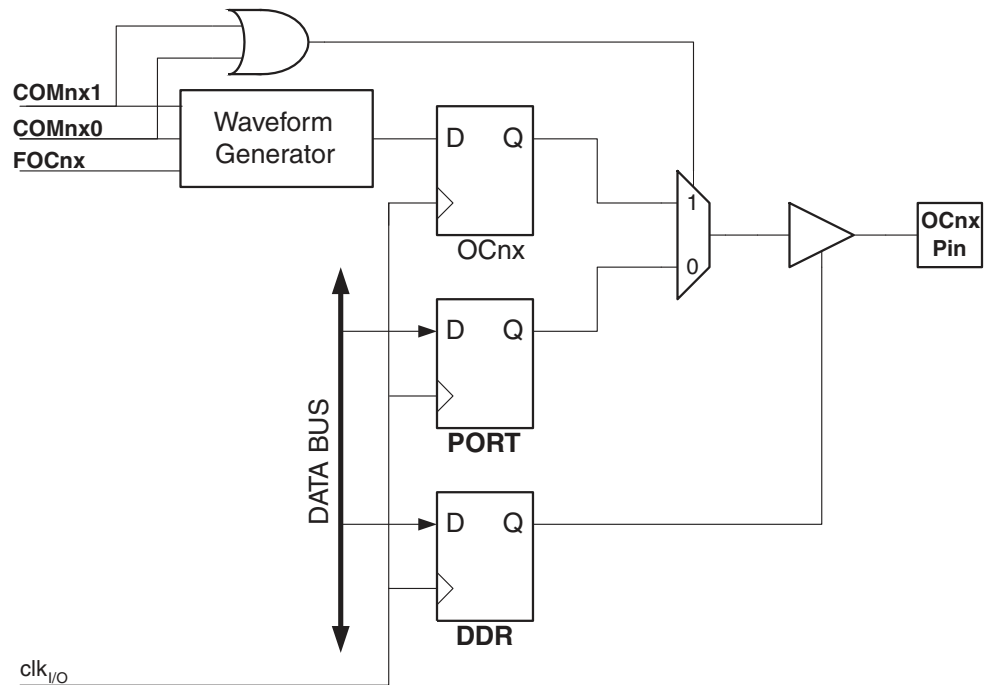 COMnx1
COMnx0
FOCnx
Waveform
Generator
D Q
OCnx
1
0
OCnx
Pin
D Q
PORT
DATA BUS
D Q
DDR
clkI/O